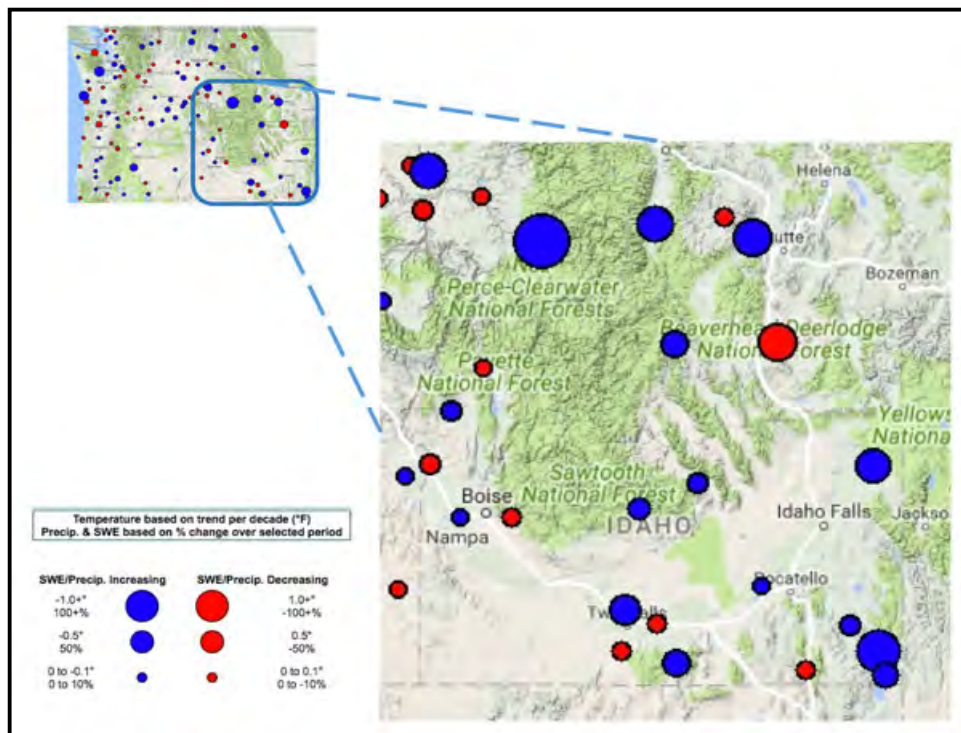 Helena
utte
Bozeman
Perce-Clearwater
National Forests
Beaverhead Deerlodge
National Forest
Payette
National Forest
Yellows
National
Sawtooth
National Forest
Boise
IDAHO
Idaho Falls
Jackso
Nampa
Pocatello
Twin Falls
Temperature based on trend per decade (°F)
Precip. & SWE based on % change over selected period
SWE/Precip. Increasing SWE/Precip. Decreasing
-1.0+° 1.0+°
100+% -100+%
-0.5° 0.5°
50% -50%
0 to -0.1° 0 to 0.1°
0 to 10% 0 to -10%